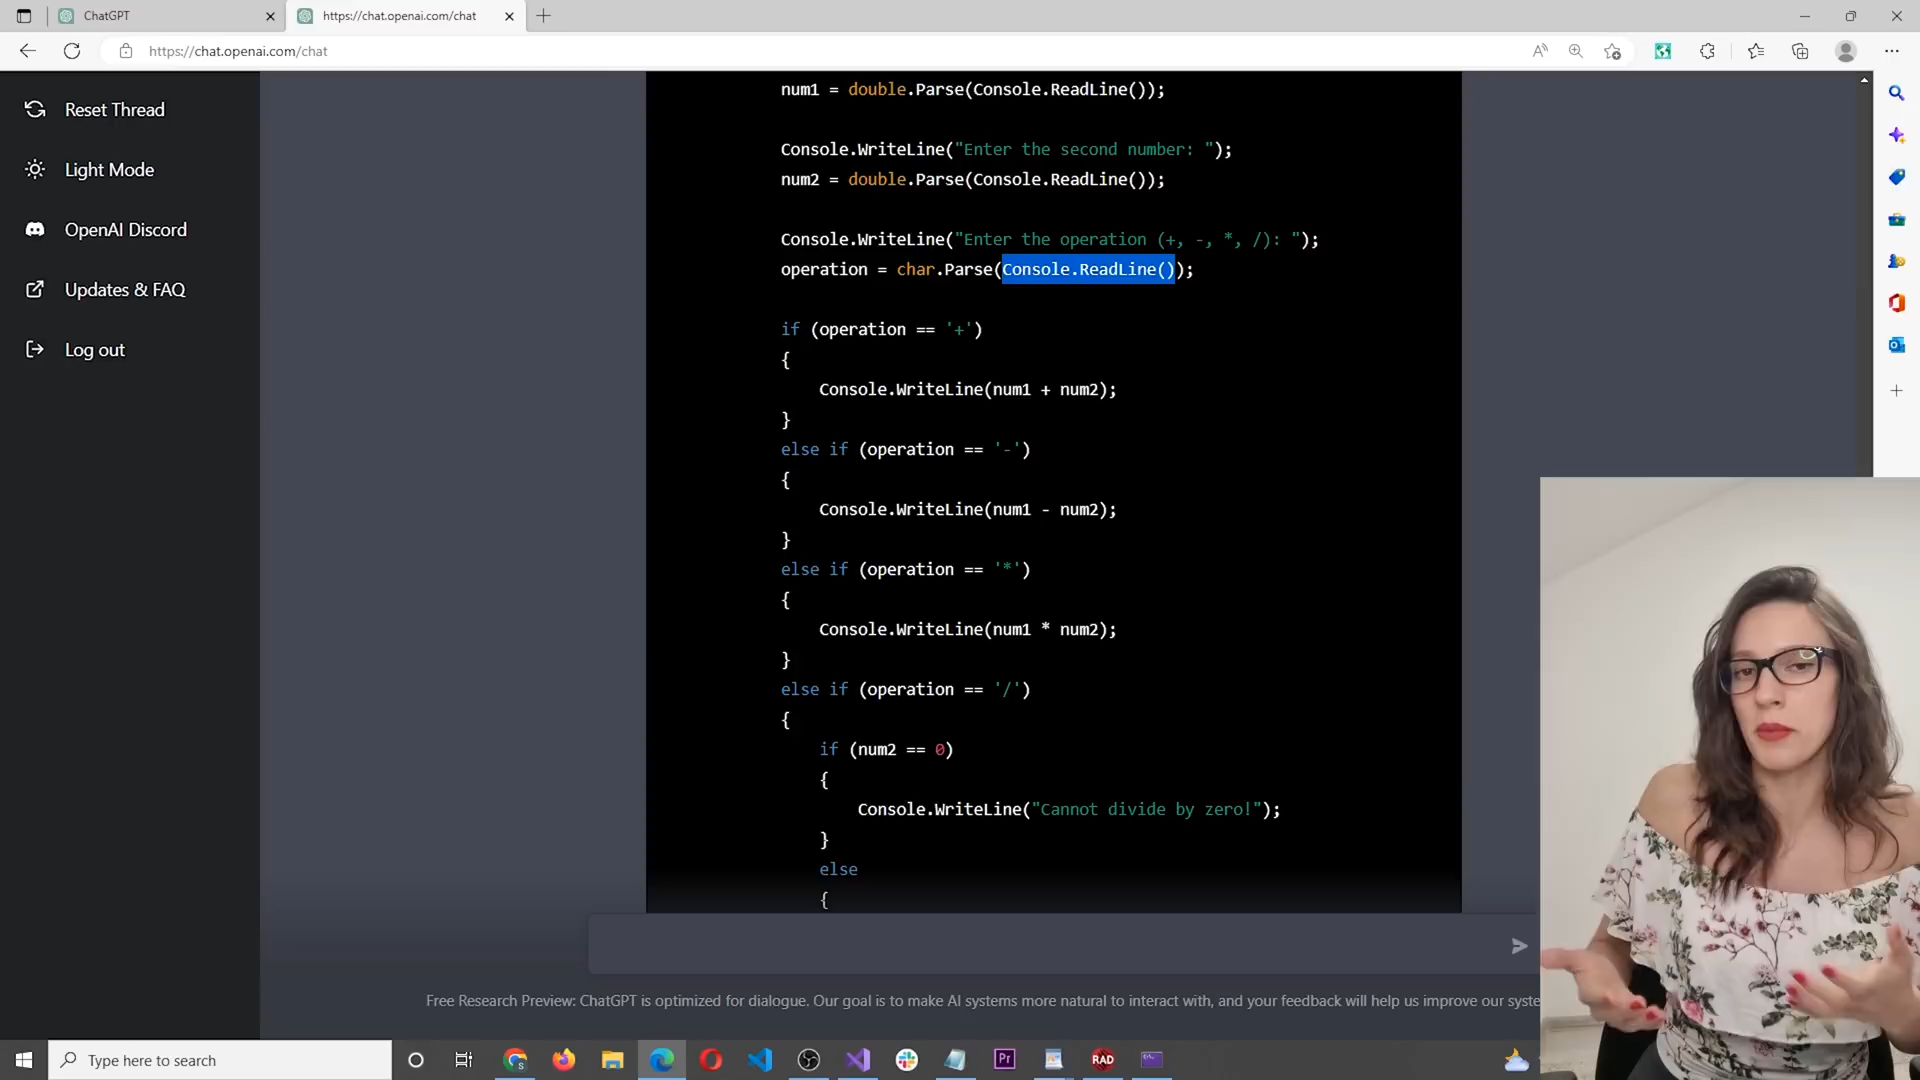 ChatGPT
https://chat.openai.com/chat
https://chat.openai.com/chat
Reset Thread
Light Mode
OpenAI Discord
Updates & FAQ
Log out
num1 = double.Parse(Console.ReadLine());
Console.WriteLine("Enter the second number: ");
num2 = double.Parse(Console.ReadLine());
Console.WriteLine("Enter the operation (+, -, *, /): ");
operation = char.Parse(Console.ReadLine());
if (operation == '+')
{
Console.WriteLine(num1 + num2);
}
else if (operation == '-')
{
Console.WriteLine(num1 - num2);
}
else if (operation == '*')
{
Console.WriteLine(num1 * num2);
}
else if (operation == '/')
{
if (num2 == 0)
{
Console.WriteLine("Cannot divide by zero!");
}
else
{
Free Research Preview: ChatGPT is optimized for dialogue. Our goal is to make AI systems more natural to interact with, and your feedback will help us improve our syste
Type here to search
Pr
RAD